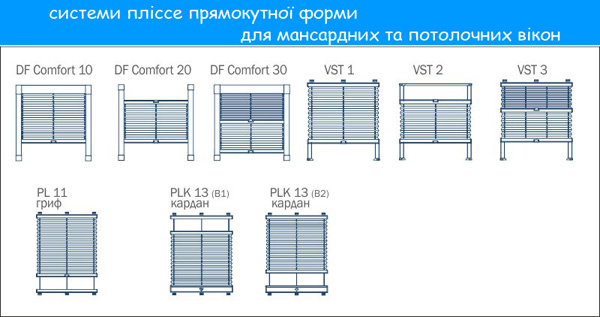 системи плісе прямокутної форми
для мансардних та потолочних вікон
DF Comfort 10 DF Comfort 20 DF Comfort 30 VST 1 VST 2 VST 3
PL 11 PLK 13 (B1) PLK 13 (B2)
гриф кардан кардан